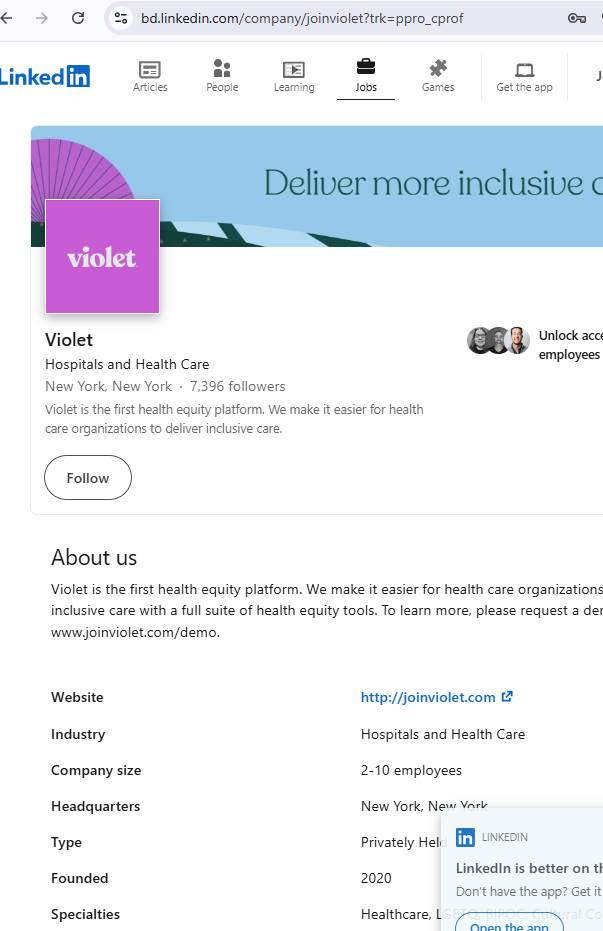 bd.linkedin.com/company/joinviolet?trk=ppro_cprof
Linked in
Articles
People
Learning
Jobs
Games
Get the app
Deliver more inclusive
violet
Violet
Hospitals and Health Care
New York, New York · 7,396 followers
Violet is the first health equity platform. We make it easier for health
care organizations to deliver inclusive care.
Unlock
employees
Follow
About us
Violet is the first health equity platform. We make it easier for health care organizations
inclusive care with a full suite of health equity tools. To learn more, please request a
www.joinviolet.com/demo.
Website http://joinviolet.com
Industry Hospitals and Health Care
Company size 2-10 employees
Headquarters New York, New York
Type Privately Held
Founded 2020
Specialties Healthcare, LGBTQ, BIPOC, Cultural
in LINKEDIN
LinkedIn is better on
Don't have the app? Get it
Open the app